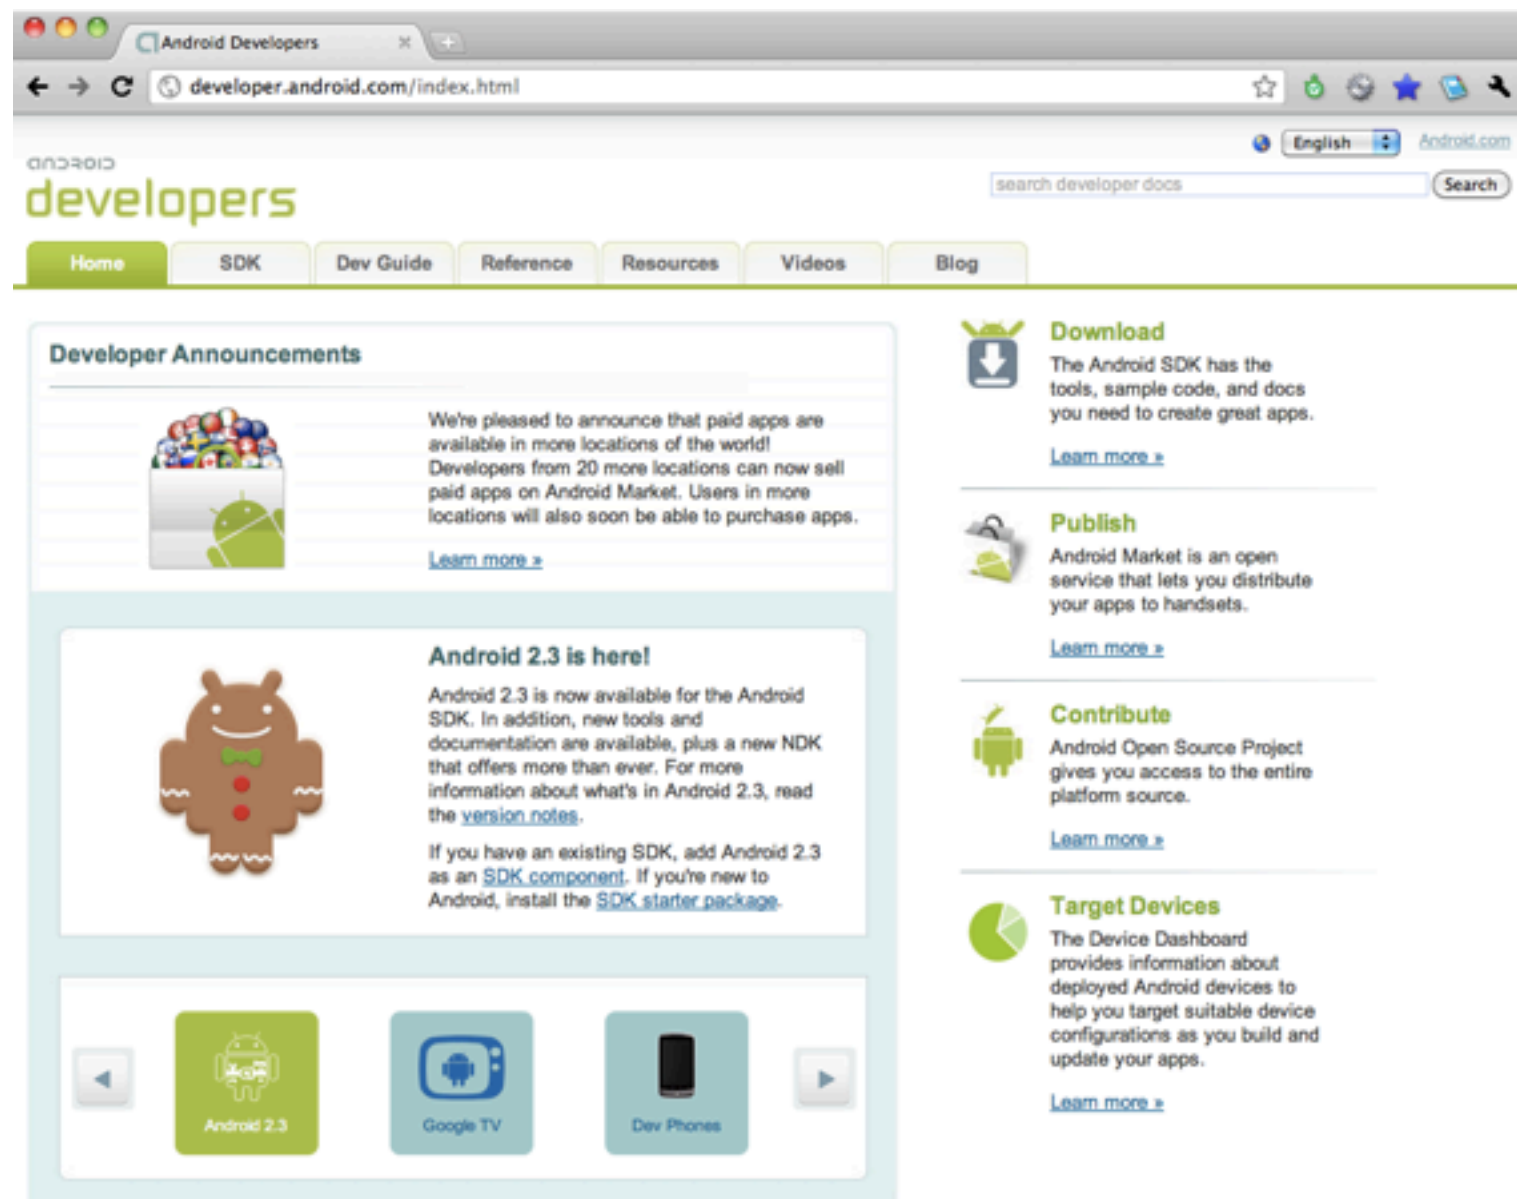 Android Developers
developer.android.com/index.html
English
Android.com
android
developers
search developer docs
Search
Home
SDK
Dev Guide
Reference
Resources
Videos
Blog
Developer Announcements
We're pleased to announce that paid apps are
available in more locations of the world!
Developers from 20 more locations can now sell
paid apps on Android Market. Users in more
locations will also soon be able to purchase apps.
Learn more »
Android 2.3 is here!
Android 2.3 is now available for the Android
SDK. In addition, new tools and
documentation are available, plus a new NDK
that offers more than ever. For more
information about what's in Android 2.3, read
the version notes.
If you have an existing SDK, add Android 2.3
as an SDK component. If you're new to
Android, install the SDK starter package.
Android 2.3
Google TV
Dev Phones
Download
The Android SDK has the
tools, sample code, and docs
you need to create great apps.
Learn more »
Publish
Android Market is an open
service that lets you distribute
your apps to handsets.
Learn more »
Contribute
Android Open Source Project
gives you access to the entire
platform source.
Learn more »
Target Devices
The Device Dashboard
provides information about
deployed Android devices to
help you target suitable device
configurations as you build and
update your apps.
Learn more »